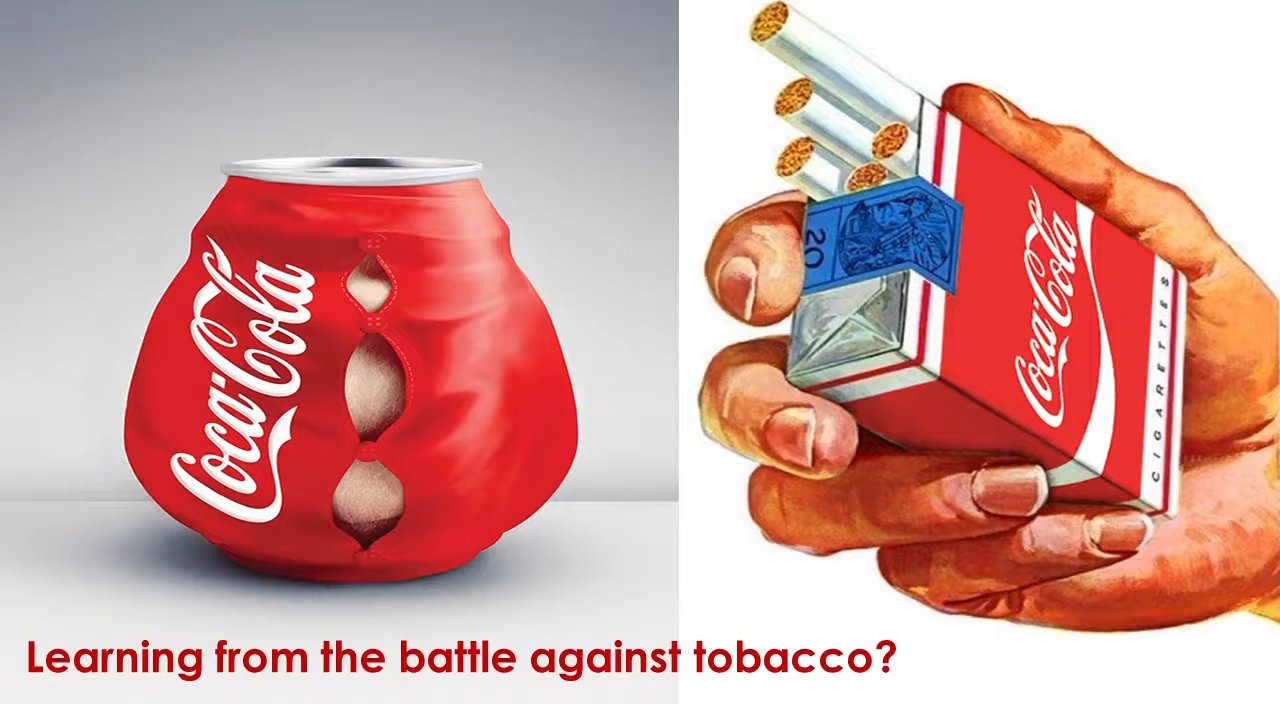 Coca-Cola
20
Coca-Cola
CIGARETTES
Learning from the battle against tobacco?